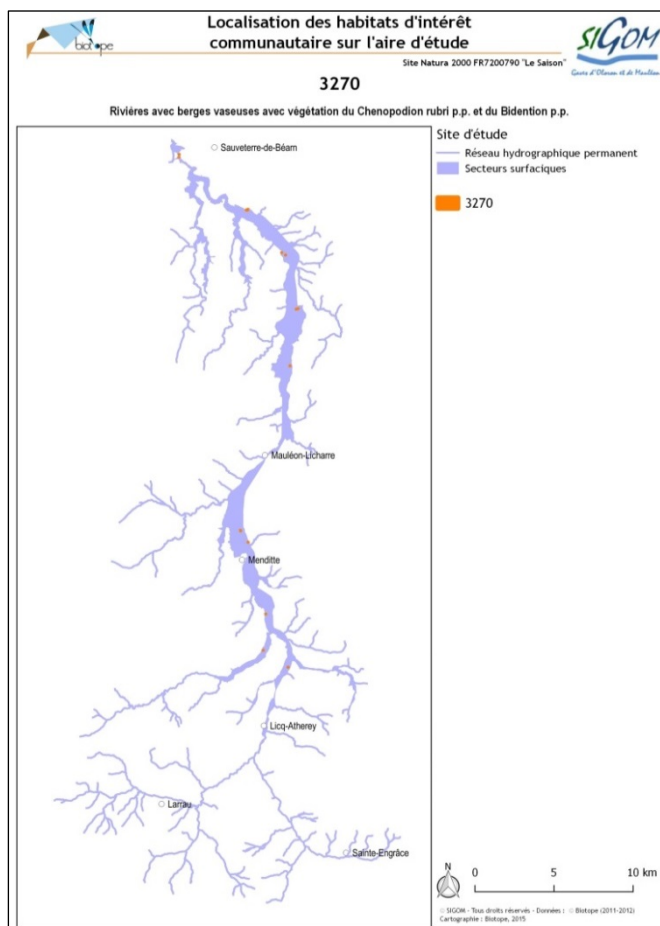 biotope
Localisation des habitats d'intérêt
communautaire sur l'aire d'étude
SIGOM
Gaves d'Oloron et de Mauléon
Site Natura 2000 FR7200790 "Le Saison"
3270
Rivières avec berges vaseuses avec végétation du Chenopodion rubri p.p. et du Bidention p.p.
Site d'étude
Réseau hydrographique permanent
Secteurs surfaciques
3270
Sauveterre-de-Béarn
Mauléon-Licharre
Menditte
Licq-Atherey
Larrau
Sainte-Engrâce
N
0 5 10 km
© SIGOM - Tous droits réservés - Données : © Biotope (2011-2012)
Cartographie : Biotope, 2015